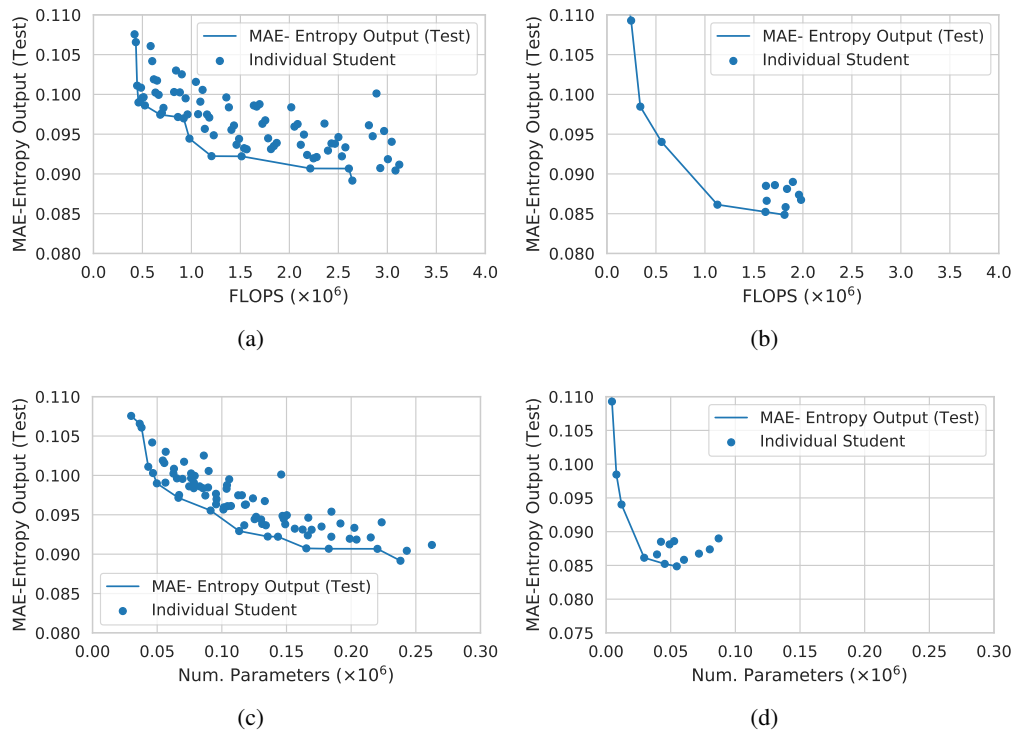 MAE-Entropy Output (Test)
0.110
0.105
0.100
0.095
0.090
0.085
0.080
MAE- Entropy Output (Test)
Individual Student
0.0 0.5 1.0 1.5 2.0 2.5 3.0 3.5 4.0
FLOPS (×10⁶)
(a)
MAE-Entropy Output (Test)
0.110
0.105
0.100
0.095
0.090
0.085
0.080
MAE- Entropy Output (Test)
Individual Student
0.0 0.5 1.0 1.5 2.0 2.5 3.0 3.5 4.0
FLOPS (×10⁶)
(b)
MAE-Entropy Output (Test)
0.110
0.105
0.100
0.095
0.090
0.085
0.080
MAE- Entropy Output (Test)
Individual Student
0.00 0.05 0.10 0.15 0.20 0.25 0.30
Num. Parameters (×10⁶)
(c)
MAE-Entropy Output (Test)
0.110
0.105
0.100
0.095
0.090
0.085
0.080
0.075
MAE- Entropy Output (Test)
Individual Student
0.00 0.05 0.10 0.15 0.20 0.25 0.30
Num. Parameters (×10⁶)
(d)